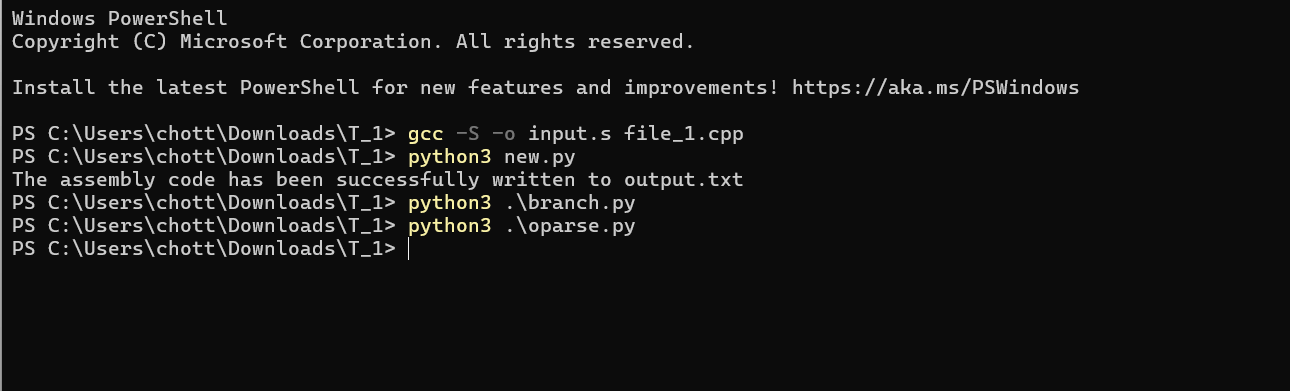 Windows PowerShell
Copyright (C) Microsoft Corporation. All rights reserved.
Install the latest PowerShell for new features and improvements! https://aka.ms/PSWindows
PS C:\Users\chott\Downloads\T_1> gcc -S -o input.s file_1.cpp
PS C:\Users\chott\Downloads\T_1> python3 new.py
The assembly code has been successfully written to output.txt
PS C:\Users\chott\Downloads\T_1> python3 .\branch.py
PS C:\Users\chott\Downloads\T_1> python3 .\oparse.py
PS C:\Users\chott\Downloads\T_1>